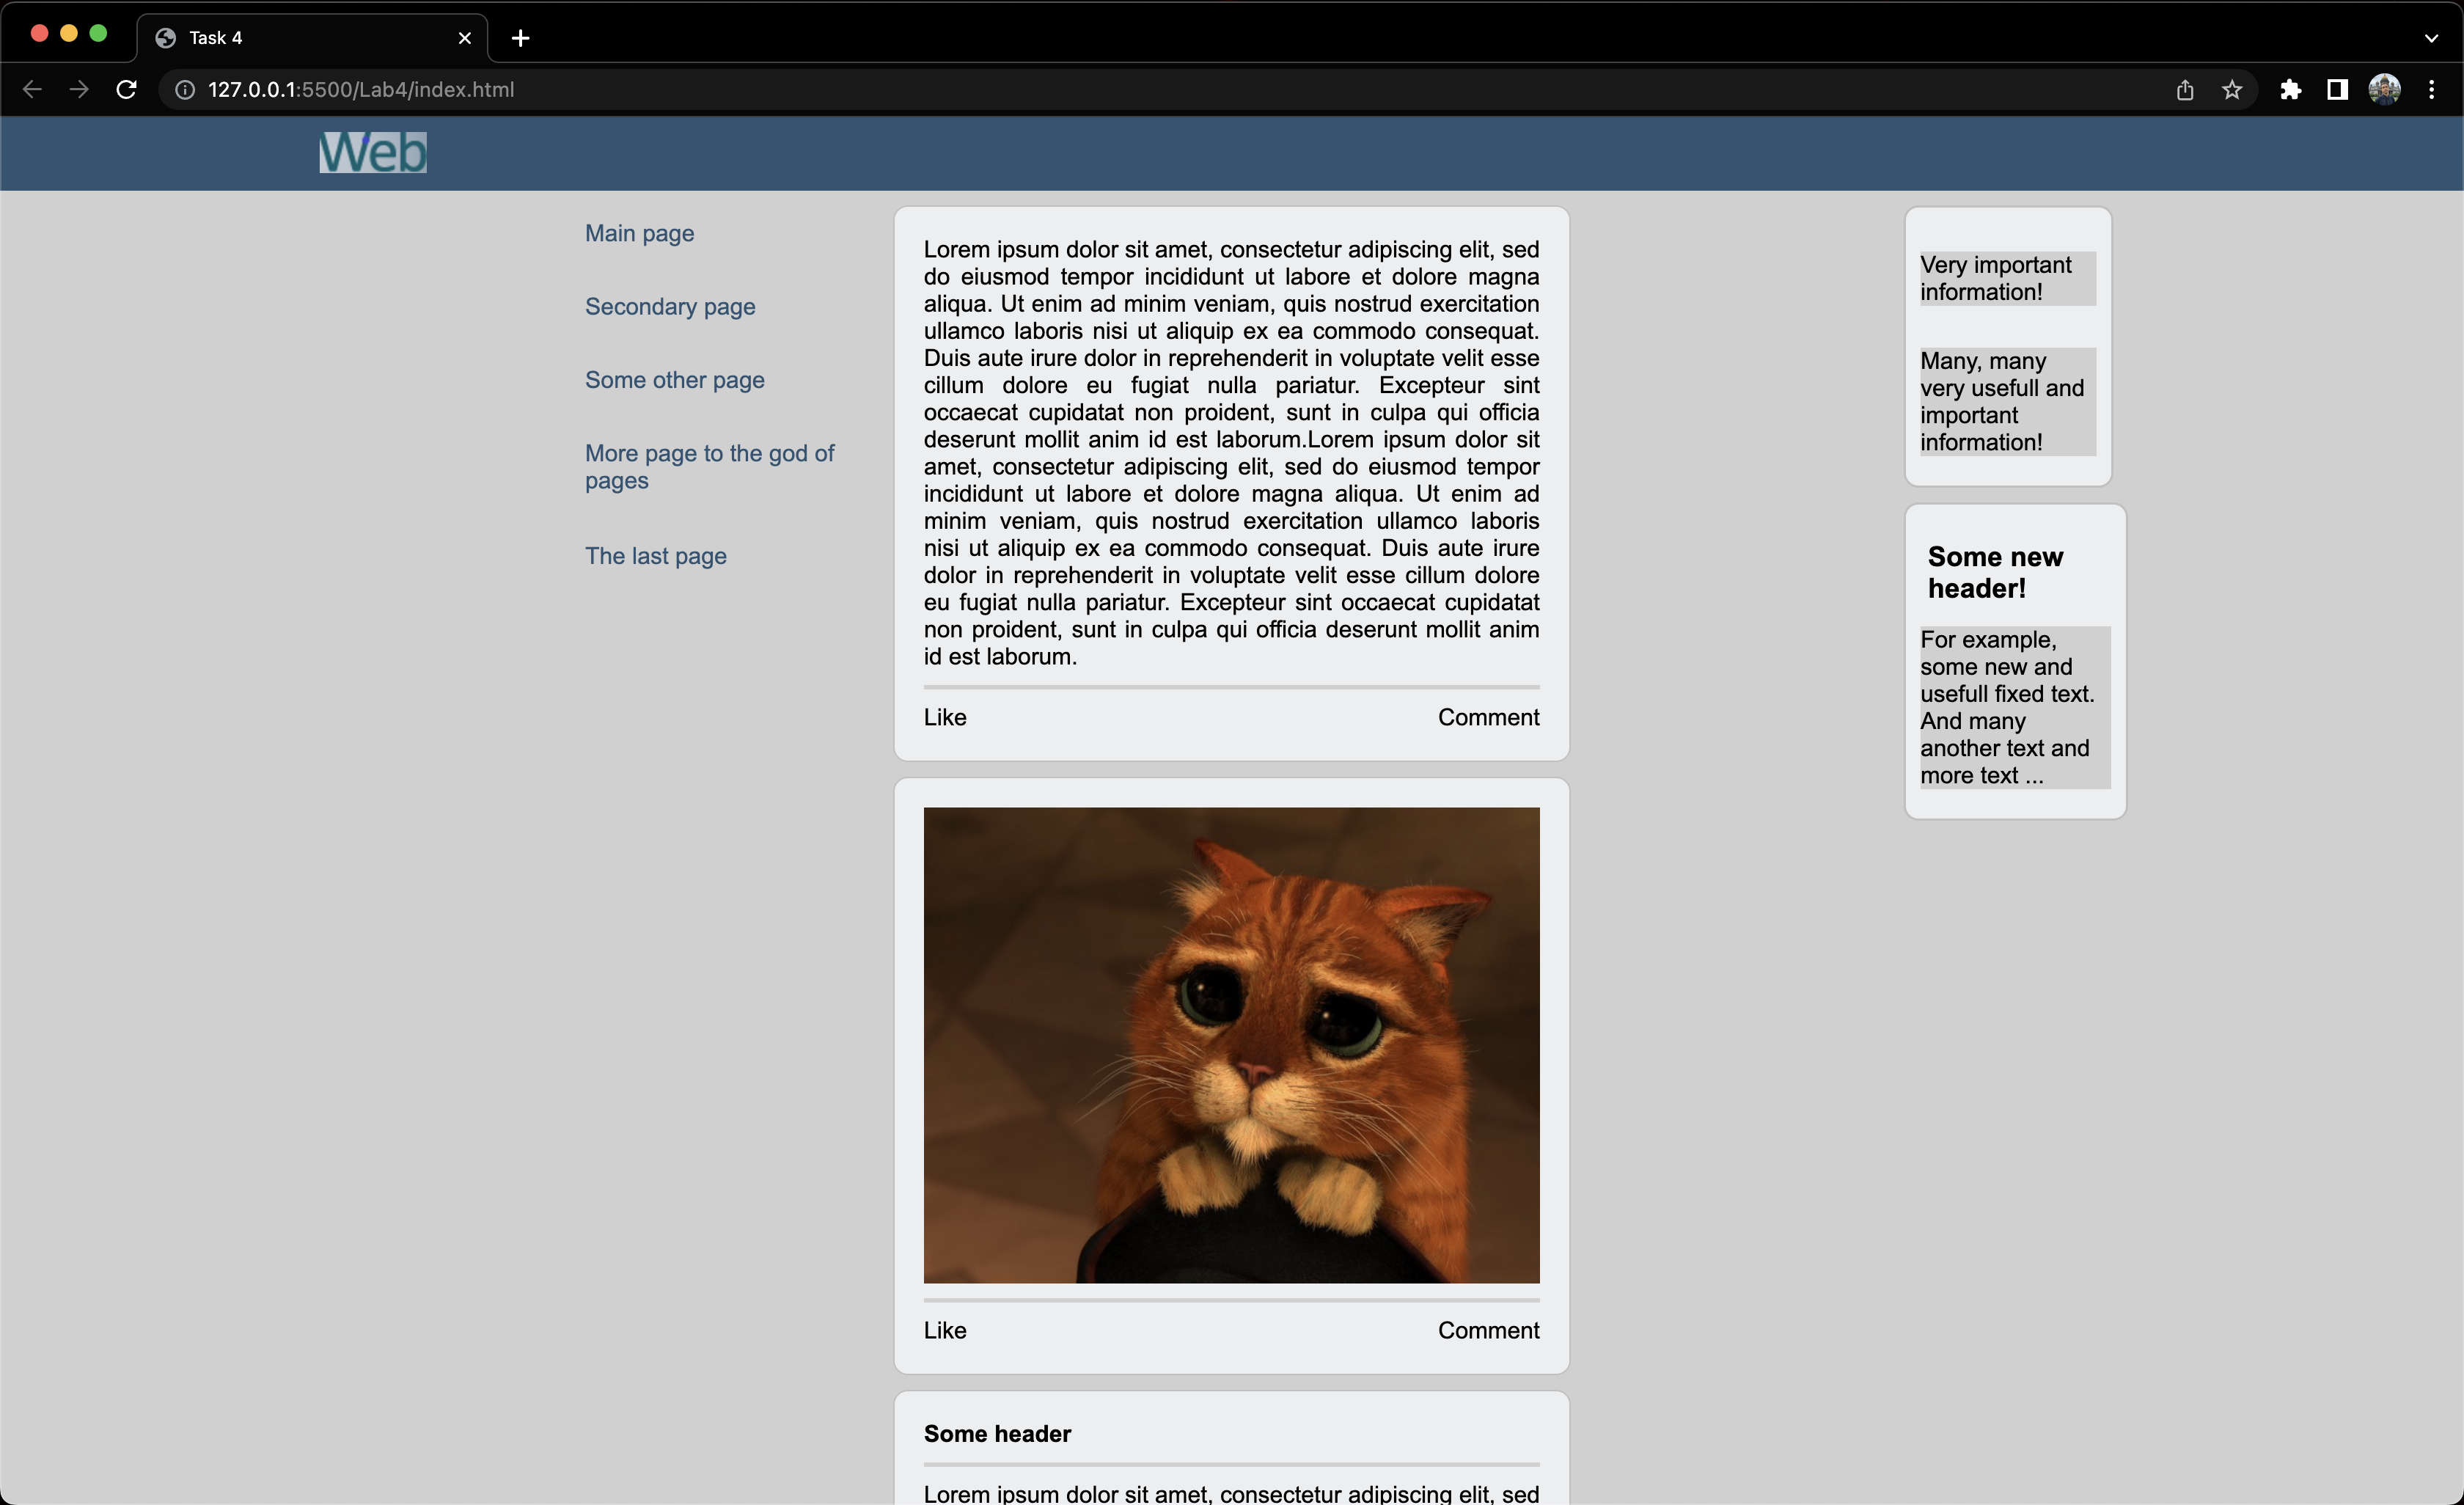 Task 4
127.0.0.1:5500/Lab4/index.html
Web
Main page
Secondary page
Some other page
More page to the god of
pages
The last page
Lorem ipsum dolor sit amet, consectetur adipiscing elit, sed
do eiusmod tempor incididunt ut labore et dolore magna
aliqua. Ut enim ad minim veniam, quis nostrud exercitation
ullamco laboris nisi ut aliquip ex ea commodo consequat.
Duis aute irure dolor in reprehenderit in voluptate velit esse
cillum dolore eu fugiat nulla pariatur. Excepteur sint
occaecat cupidatat non proident, sunt in culpa qui officia
deserunt mollit anim id est laborum.Lorem ipsum dolor sit
amet, consectetur adipiscing elit, sed do eiusmod tempor
incididunt ut labore et dolore magna aliqua. Ut enim ad
minim veniam, quis nostrud exercitation ullamco laboris
nisi ut aliquip ex ea commodo consequat. Duis aute irure
dolor in reprehenderit in voluptate velit esse cillum dolore
eu fugiat nulla pariatur. Excepteur sint occaecat cupidatat
non proident, sunt in culpa qui officia deserunt mollit anim
id est laborum.
Like
Comment
Like
Comment
Some header
Lorem ipsum dolor sit amet, consectetur adipiscing elit, sed
Very important
information!
Many, many
very usefull and
important
information!
Some new
header!
For example,
some new and
usefull fixed text.
And many
another text and
more text ...